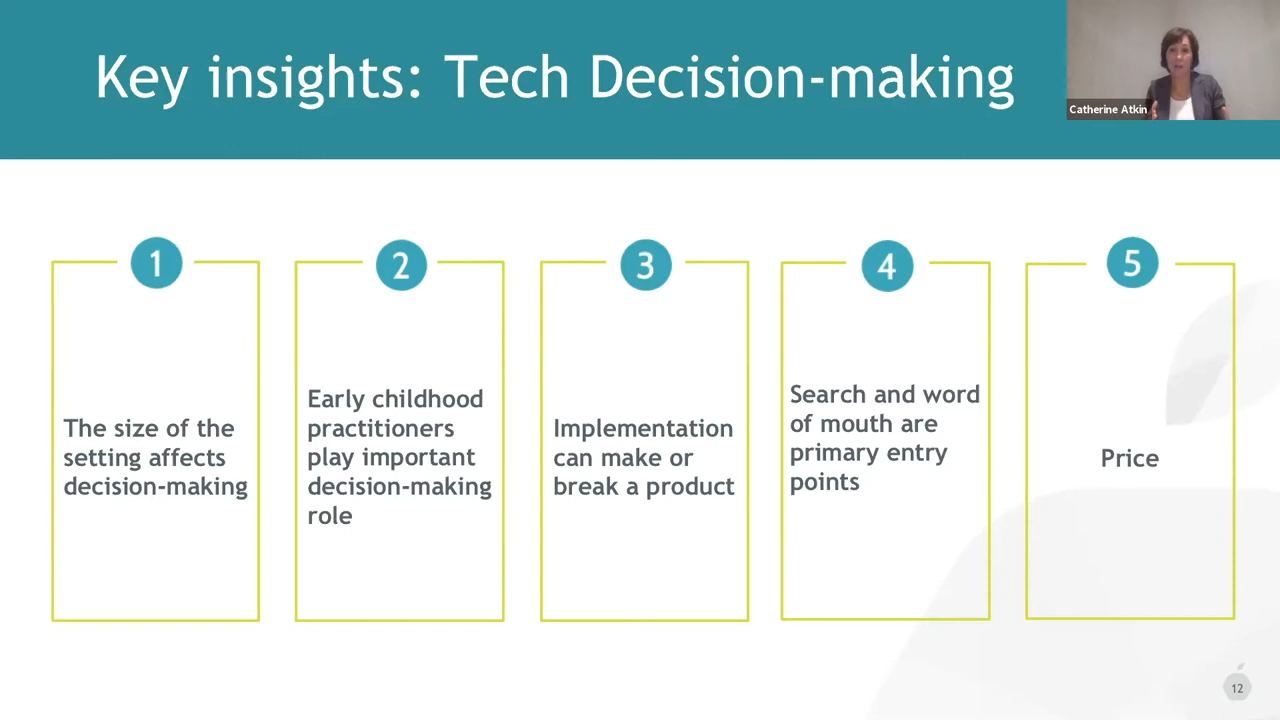 Key insights: Tech Decision-making
Catherine Atkin
1
The size of the
setting affects
decision-making
2
Early childhood
practitioners
play important
decision-making
role
3
Implementation
can make or
break a product
4
Search and word
of mouth are
primary entry
points
5
Price
12